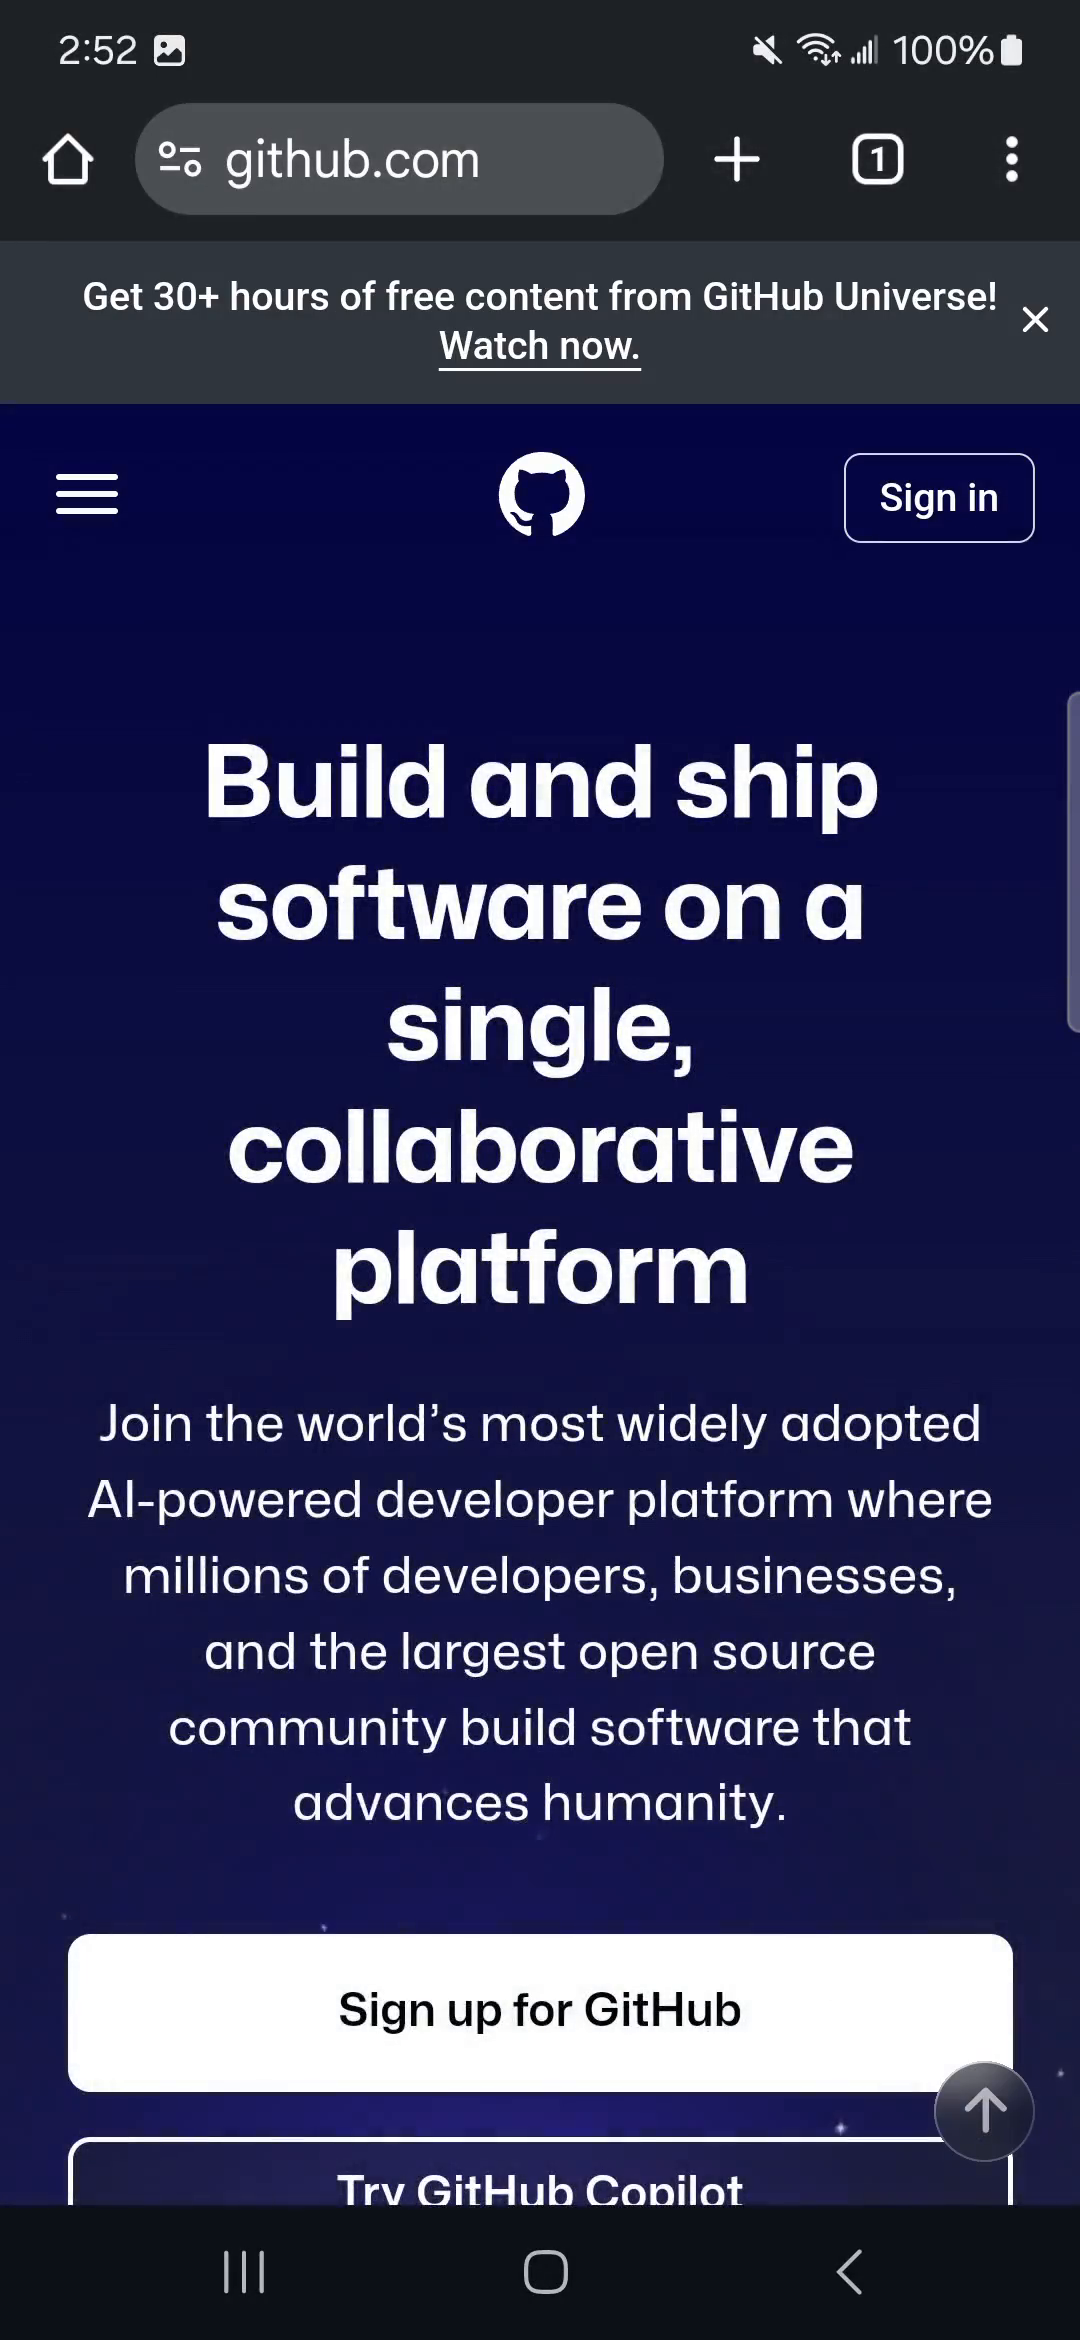 2:52
100%
github.com
1
Get 30+ hours of free content from GitHub Universe!
Watch now.
Sign in
Build and ship
software on a
single,
collaborative
platform
Join the world’s most widely adopted
AI-powered developer platform where
millions of developers, businesses,
and the largest open source
community build software that
advances humanity.
Sign up for GitHub
Try GitHub Copilot